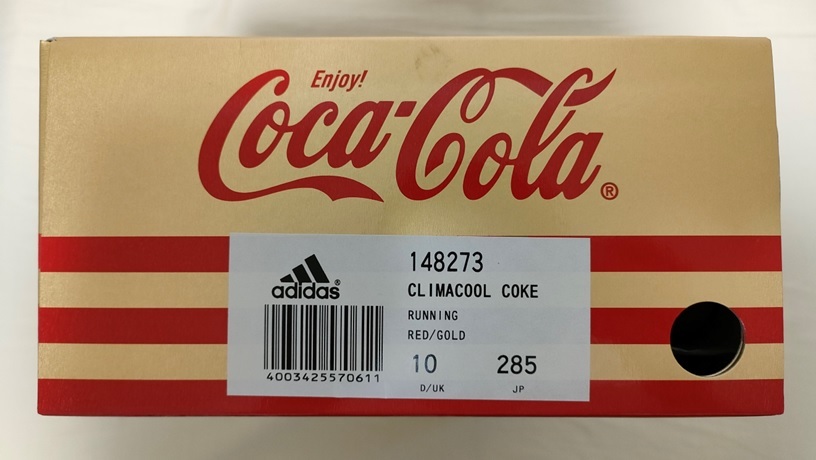 Enjoy!
Coca-Cola®
adidas®
4003425570611
148273
CLIMACOOL COKE
RUNNING
RED/GOLD
10 285
D/UK JP